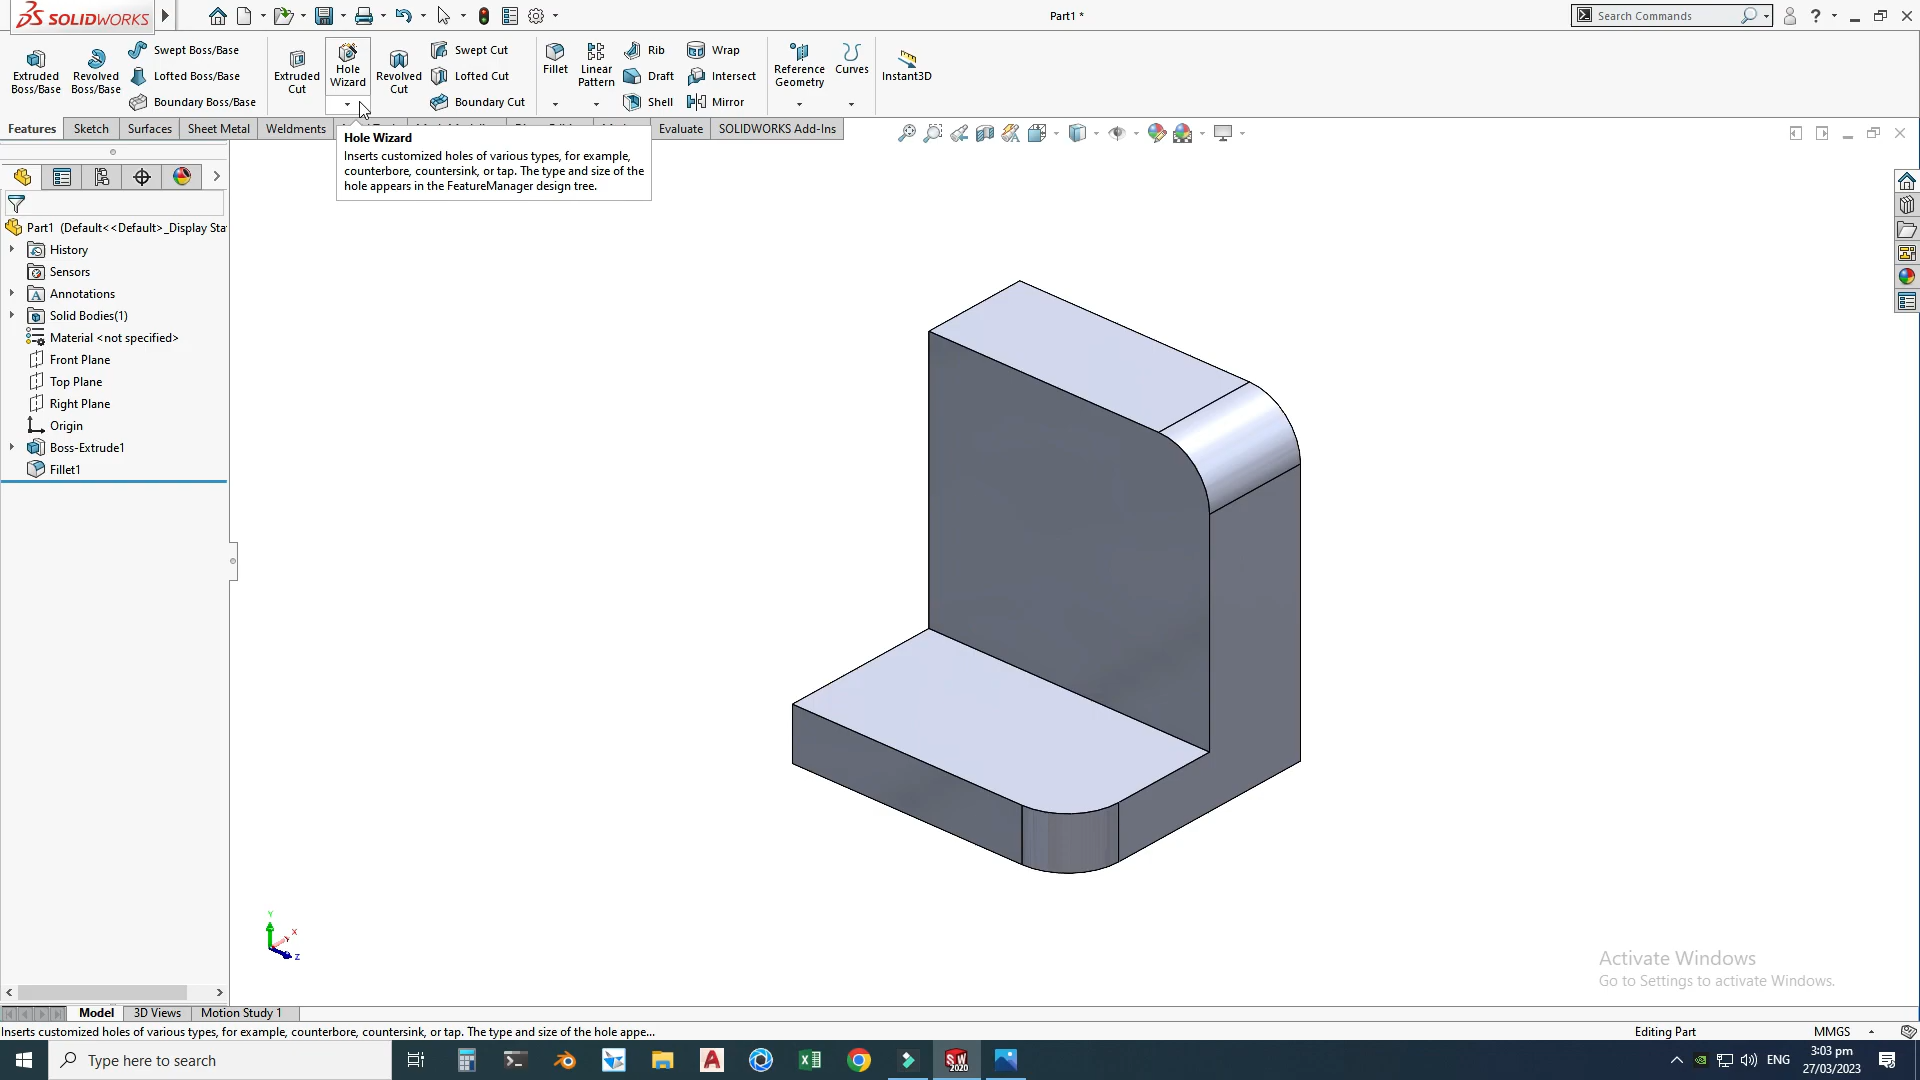 SOLIDWORKS
Part1 *
Search Commands
Extruded Boss/Base
Revolved Boss/Base
Swept Boss/Base
Lofted Boss/Base
Boundary Boss/Base
Extruded Cut
Hole Wizard
Revolved Cut
Swept Cut
Lofted Cut
Boundary Cut
Fillet
Linear Pattern
Rib
Draft
Shell
Wrap
Intersect
Mirror
Reference Geometry
Curves
Instant3D
Features
Sketch
Surfaces
Sheet Metal
Weldments
Evaluate
SOLIDWORKS Add-Ins
Hole Wizard
Inserts customized holes of various types, for example,
counterbore, countersink, or tap. The type and size of the
hole appears in the FeatureManager design tree.
Part1 (Default<<Default>_Display Sta
History
Sensors
Annotations
Solid Bodies(1)
Material <not specified>
Front Plane
Top Plane
Right Plane
Origin
Boss-Extrude1
Fillet1
Y
X
Z
Activate Windows
Go to Settings to activate Windows.
Model
3D Views
Motion Study 1
Inserts customized holes of various types, for example, counterbore, countersink, or tap. The type and size of the hole appe...
Editing Part
MMGS
Type here to search
SW 2020
ENG
3:03 pm
27/03/2023